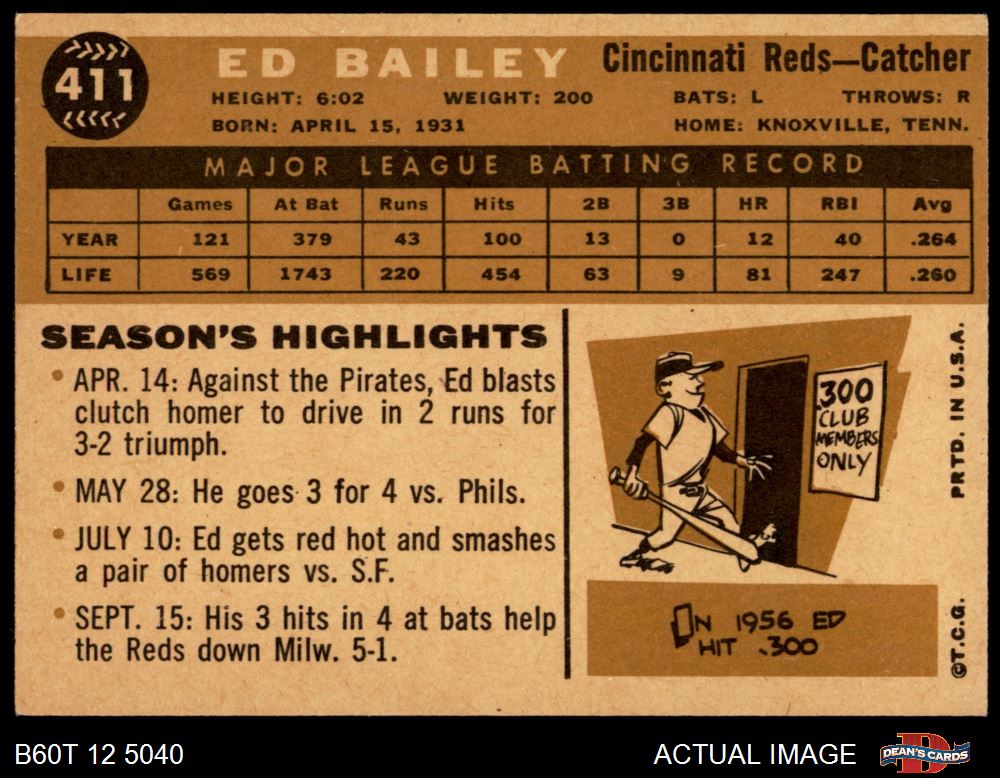 411
ED BAILEY Cincinnati Reds—Catcher
HEIGHT: 6:02 WEIGHT: 200 BATS: L THROWS: R
BORN: APRIL 15, 1931 HOME: KNOXVILLE, TENN.
MAJOR LEAGUE BATTING RECORD
Games At Bat Runs Hits 2B 3B HR RBI Avg
YEAR 121 379 43 100 13 0 12 40 .264
LIFE 569 1743 220 454 63 9 81 247 .260
SEASON'S HIGHLIGHTS
• APR. 14: Against the Pirates, Ed blasts
clutch homer to drive in 2 runs for
3-2 triumph.
• MAY 28: He goes 3 for 4 vs. Phils.
• JULY 10: Ed gets red hot and smashes
a pair of homers vs. S.F.
• SEPT. 15: His 3 hits in 4 at bats help
the Reds down Milw. 5-1.
.300
CLUB
MEMBERS
ONLY
IN 1956 ED
HIT .300
PRTD. IN U.S.A.
©T.C.G.
B60T 12 5040
ACTUAL IMAGE
D
DEAN'S CARDS